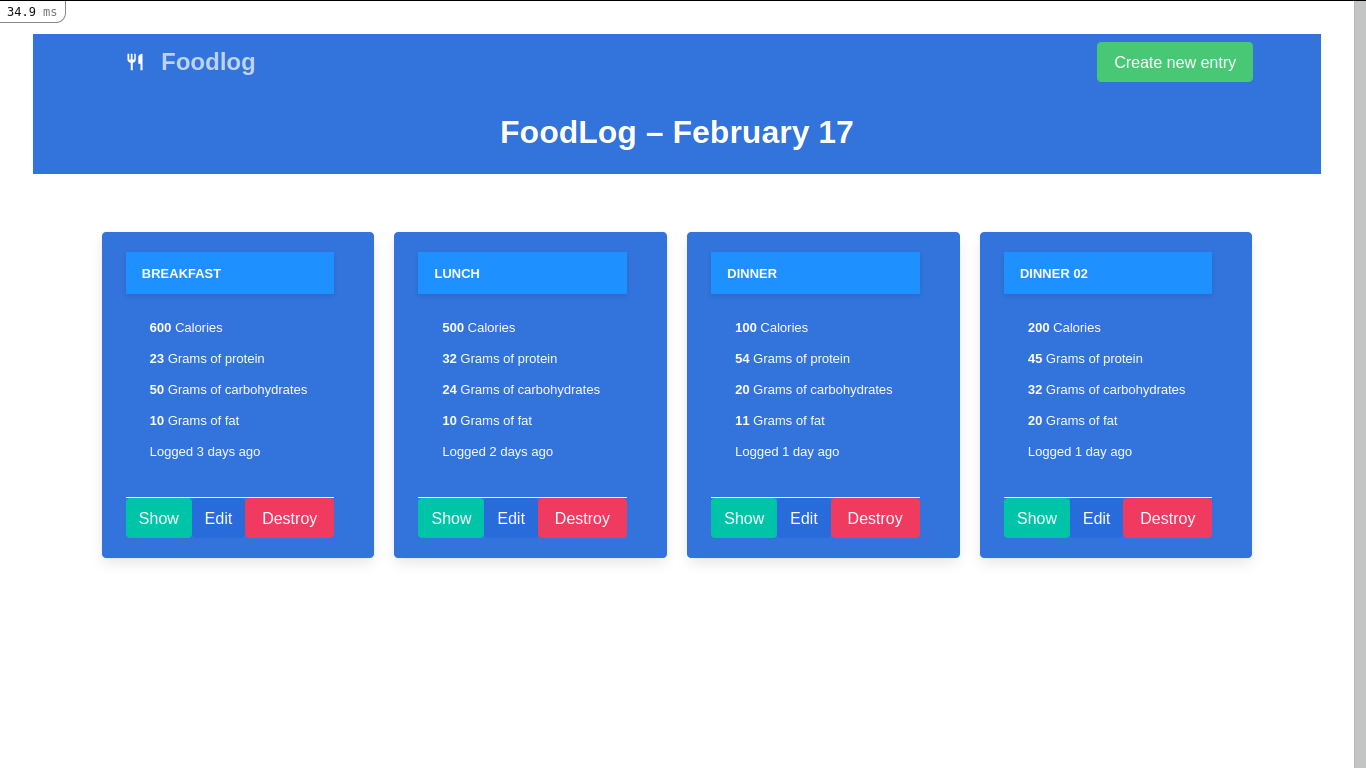 34.9 ms
Foodlog
Create new entry
FoodLog – February 17
BREAKFAST
600 Calories
23 Grams of protein
50 Grams of carbohydrates
10 Grams of fat
Logged 3 days ago
Show Edit Destroy
LUNCH
500 Calories
32 Grams of protein
24 Grams of carbohydrates
10 Grams of fat
Logged 2 days ago
Show Edit Destroy
DINNER
100 Calories
54 Grams of protein
20 Grams of carbohydrates
11 Grams of fat
Logged 1 day ago
Show Edit Destroy
DINNER 02
200 Calories
45 Grams of protein
32 Grams of carbohydrates
20 Grams of fat
Logged 1 day ago
Show Edit Destroy